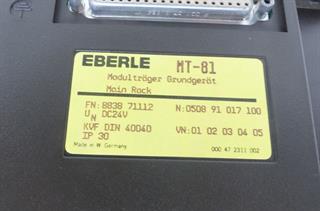 EBERLE MT-81
Modulträger Grundgerät
Main Rack
FN: 8838 71112 N: 0508 91 017 100
UN DC24V
KVF DIN 40040 VN: 01 02 03 04 05
IP 30
Made in W. Germany 000 47 2311 002